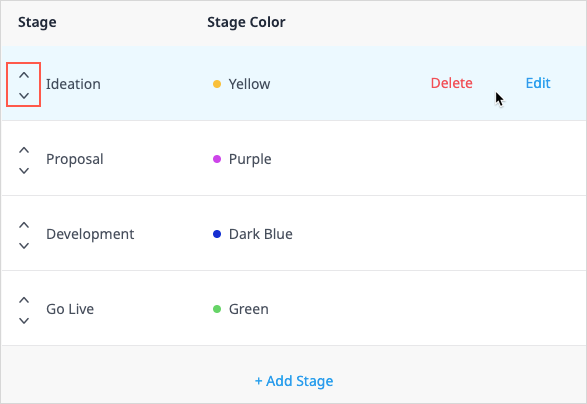 Stage Stage Color
Ideation Yellow Delete Edit
Proposal Purple
Development Dark Blue
Go Live Green
+ Add Stage